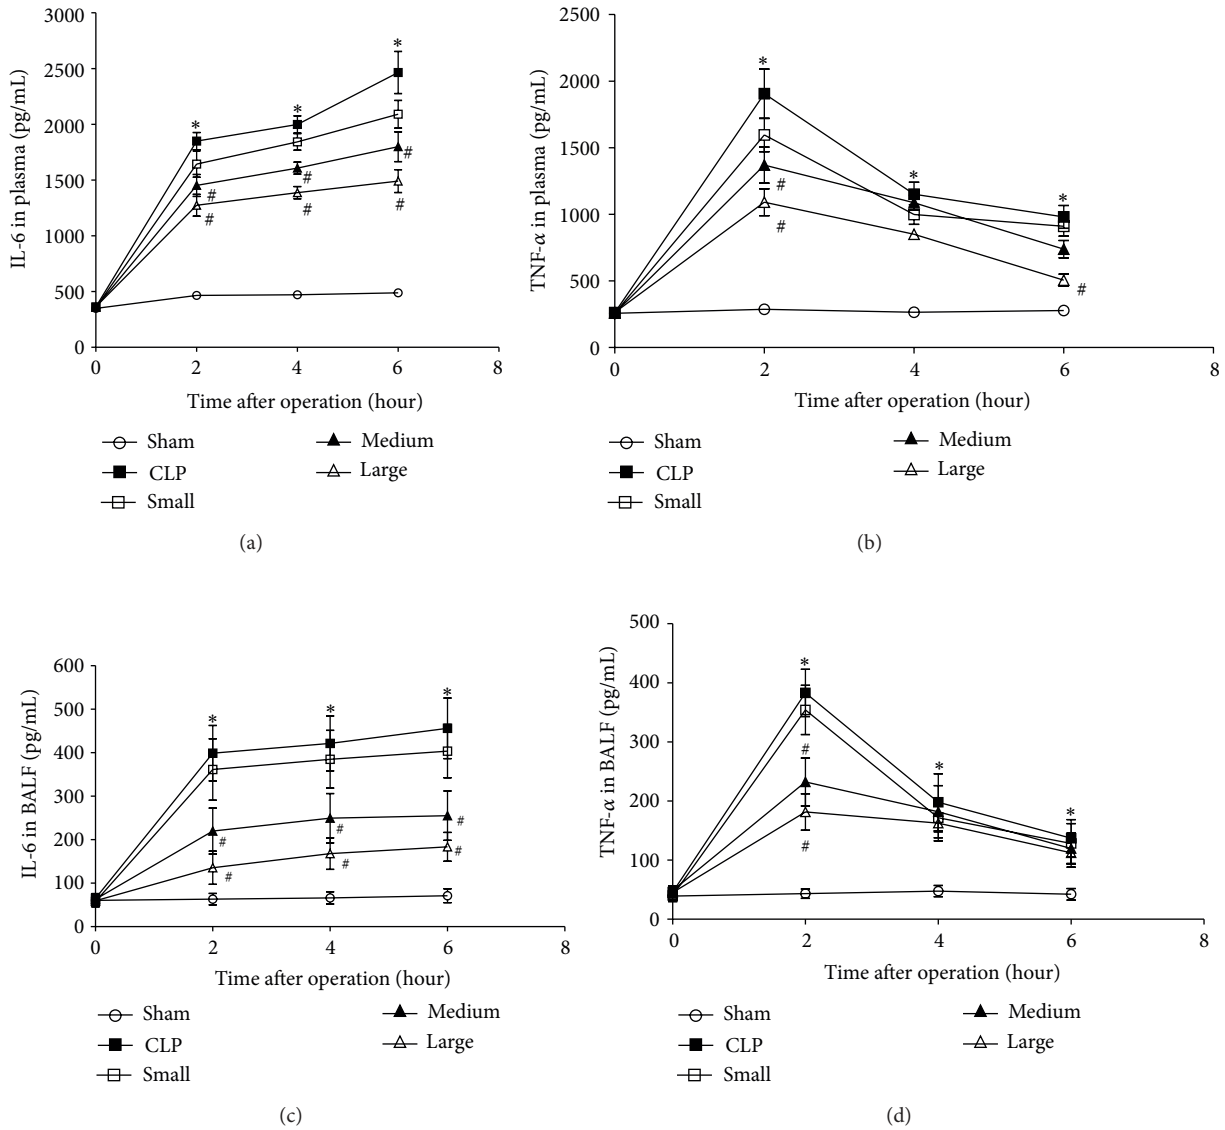 3000
2500
2000
1500
1000
500
0
IL-6 in plasma (pg/mL)
*
*
*
#
#
#
#
#
#
0 2 4 6 8
Time after operation (hour)
Sham
CLP
Small
Medium
Large
(a)
2500
2000
1500
1000
500
0
TNF-α in plasma (pg/mL)
*
*
*
#
#
#
0 2 4 6 8
Time after operation (hour)
Sham
CLP
Small
Medium
Large
(b)
600
500
400
300
200
100
0
IL-6 in BALF (pg/mL)
*
*
*
#
#
#
#
#
#
0 2 4 6 8
Time after operation (hour)
Sham
CLP
Small
Medium
Large
(c)
500
400
300
200
100
0
TNF-α in BALF (pg/mL)
*
*
*
#
#
0 2 4 6 8
Time after operation (hour)
Sham
CLP
Small
Medium
Large
(d)